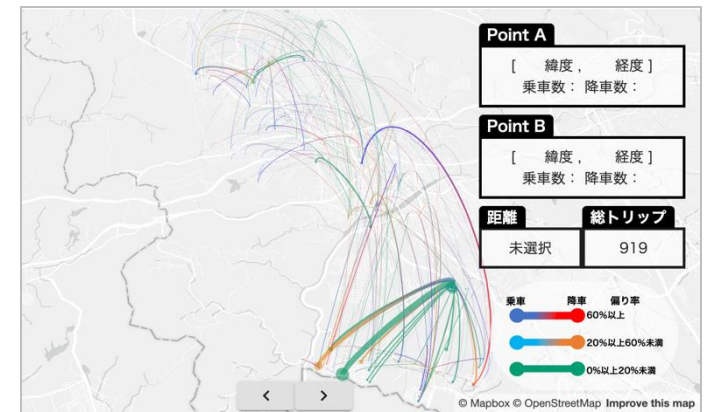 Point A
[　緯度 ,　経度 ]
乗車数： 降車数：
Point B
[　緯度 ,　経度 ]
乗車数： 降車数：
距離 総トリップ
未選択 919
乗車 降車 偏り率
60%以上
20%以上60%未満
0%以上20%未満
< >
© Mapbox © OpenStreetMap Improve this map